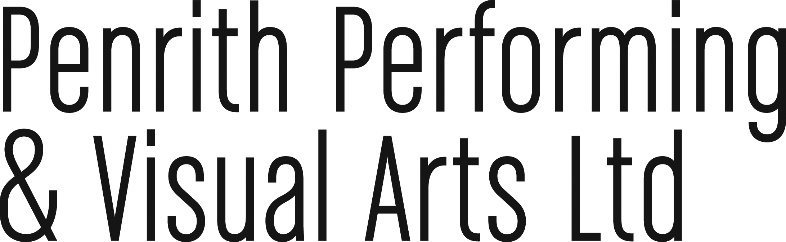 Penrith Performing
& Visual Arts Ltd